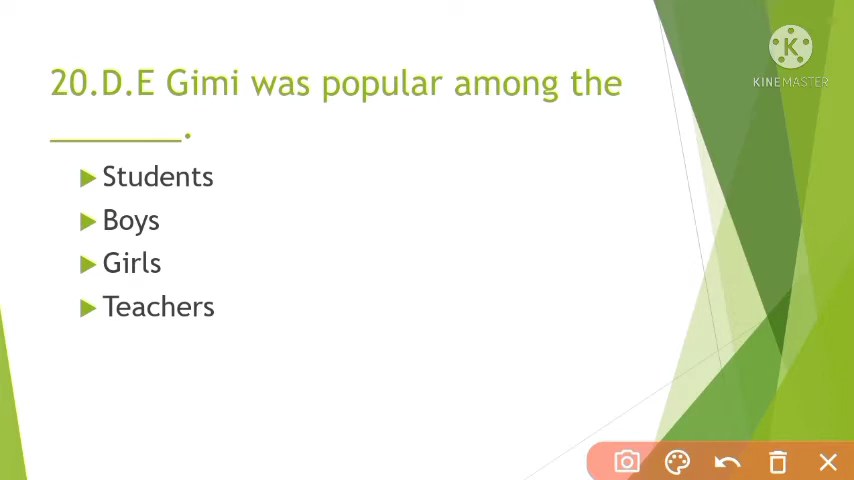 K
KINEMASTER
20.D.E Gimi was popular among the
________.
Students
Boys
Girls
Teachers